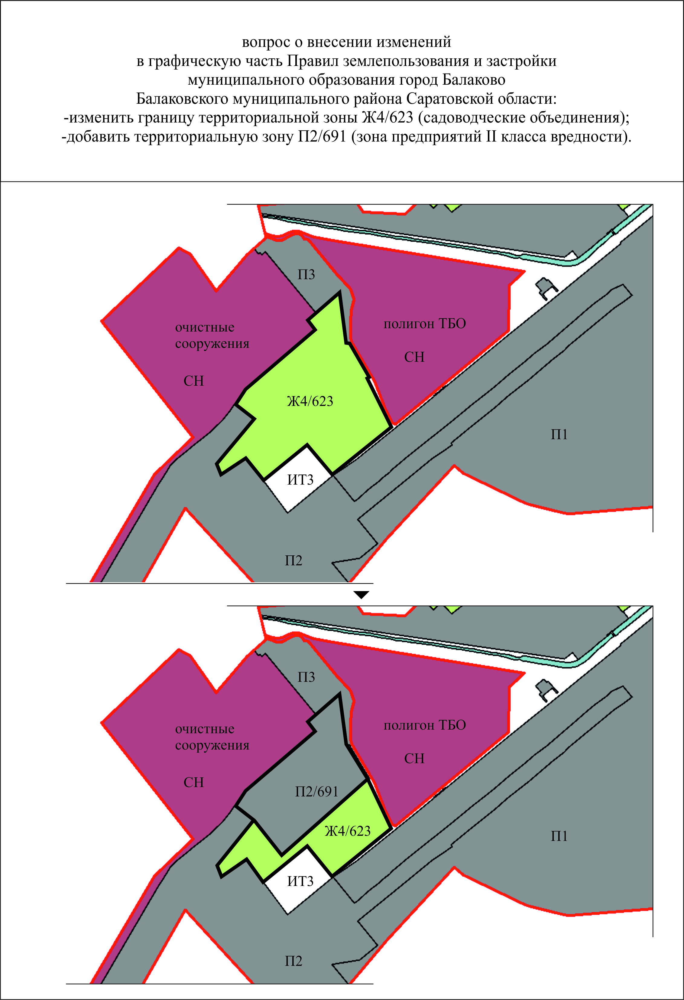 вопрос о внесении изменений
в графическую часть Правил землепользования и застройки
муниципального образования город Балаково
Балаковского муниципального района Саратовской области:
-изменить границу территориальной зоны Ж4/623 (садоводческие объединения);
-добавить территориальную зону П2/691 (зона предприятий II класса вредности).
П3
очистные
сооружения
полигон ТБО
СН
СН
Ж4/623
П1
ИТ3
П2
П3
очистные
сооружения
полигон ТБО
СН
СН
П2/691
Ж4/623
П1
ИТ3
П2